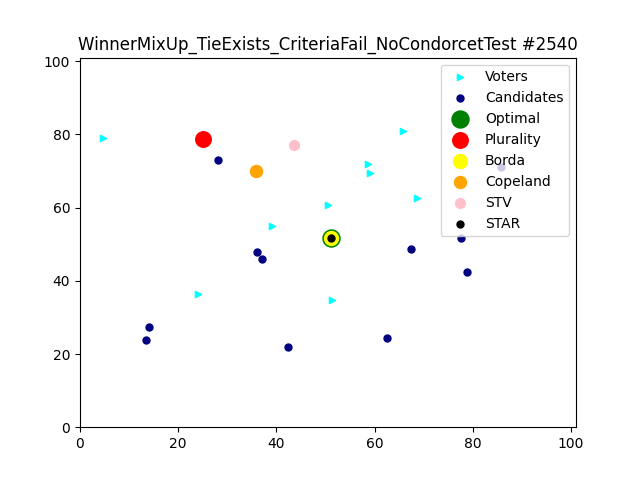 WinnerMixUp_TieExists_CriteriaFail_NoCondorcetTest #2540
100
80
60
40
20
0
0 20 40 60 80 100
Voters
Candidates
Optimal
Plurality
Borda
Copeland
STV
STAR